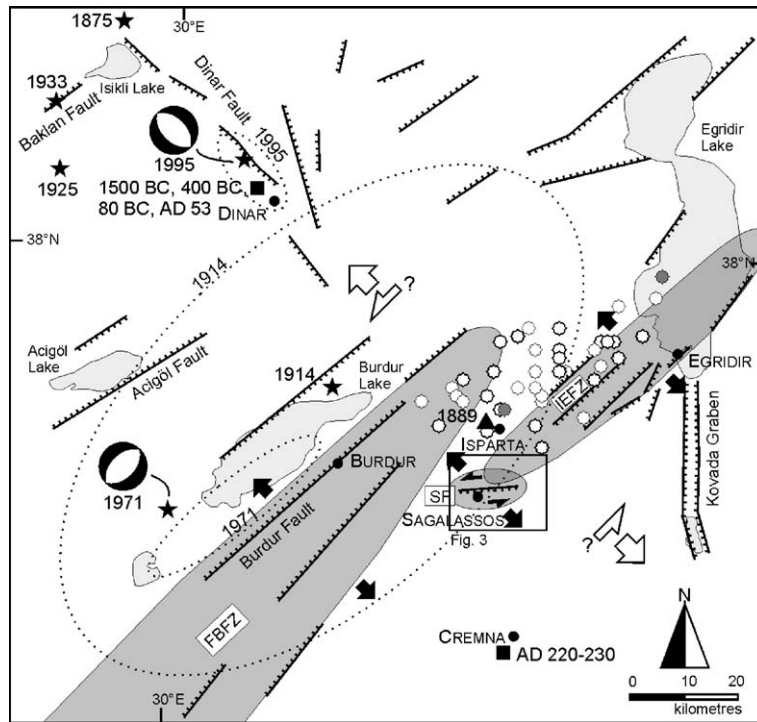 1875
30°E
1933
Isikli Lake
Baklan Fault
Dinar Fault
1995
1995
1925
1500 BC, 400 BC,
80 BC, AD 53
DINAR
Egridir
Lake
38°N
38°N
1914
?
Acigöl
Lake
Acigöl Fault
Burdur
Lake
1914
EGRIDIR
IEFZ
1889
ISPARTA
Kovada Graben
BURDUR
1971
1971
SF
SAGALASSOS
Fig. 3
Burdur Fault
?
FBFZ
CREMNA
AD 220-230
N
30°E
0 10 20
kilometres